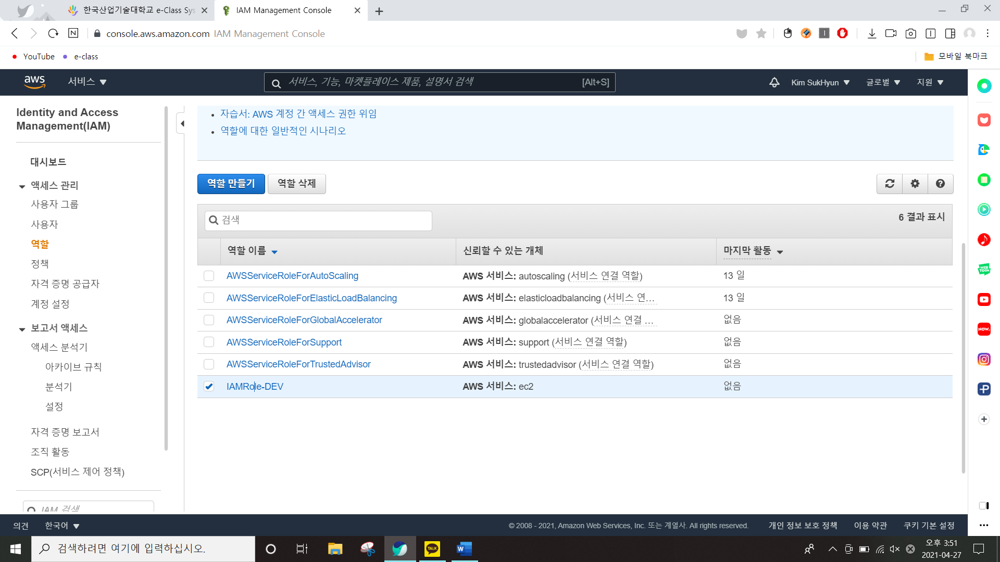 한국산업기술대학교 e-Class Sys
IAM Management Console
console.aws.amazon.com IAM Management Console
YouTube
e-class
모바일 북마크
aws
서비스
서비스, 기능, 마켓플레이스 제품, 설명서 검색
[Alt+S]
Kim SukHyun
글로벌
지원
Identity and Access
Management(IAM)
대시보드
액세스 관리
사용자 그룹
사용자
역할
정책
자격 증명 공급자
계정 설정
보고서 액세스
액세스 분석기
아카이브 규칙
분석기
설정
자격 증명 보고서
조직 활동
SCP(서비스 제어 정책)
IAM 검색
자습서: AWS 계정 간 액세스 권한 위임
역할에 대한 일반적인 시나리오
역할 만들기
역할 삭제
검색
6 결과 표시
역할 이름
신뢰할 수 있는 개체
마지막 활동
AWSServiceRoleForAutoScaling
AWS 서비스: autoscaling (서비스 연결 역할)
13 일
AWSServiceRoleForElasticLoadBalancing
AWS 서비스: elasticloadbalancing (서비스 연...
13 일
AWSServiceRoleForGlobalAccelerator
AWS 서비스: globalaccelerator (서비스 연결 ...
없음
AWSServiceRoleForSupport
AWS 서비스: support (서비스 연결 역할)
없음
AWSServiceRoleForTrustedAdvisor
AWS 서비스: trustedadvisor (서비스 연결 역할)
없음
IAMRole-DEV
AWS 서비스: ec2
없음
WEB
TOON
NOW.
의견
한국어
© 2008 - 2021, Amazon Web Services, Inc. 또는 계열사. All rights reserved.
개인 정보 보호 정책
이용 약관
쿠키 기본 설정
검색하려면 여기에 입력하십시오.
TALK
W
오후 3:51
2021-04-27